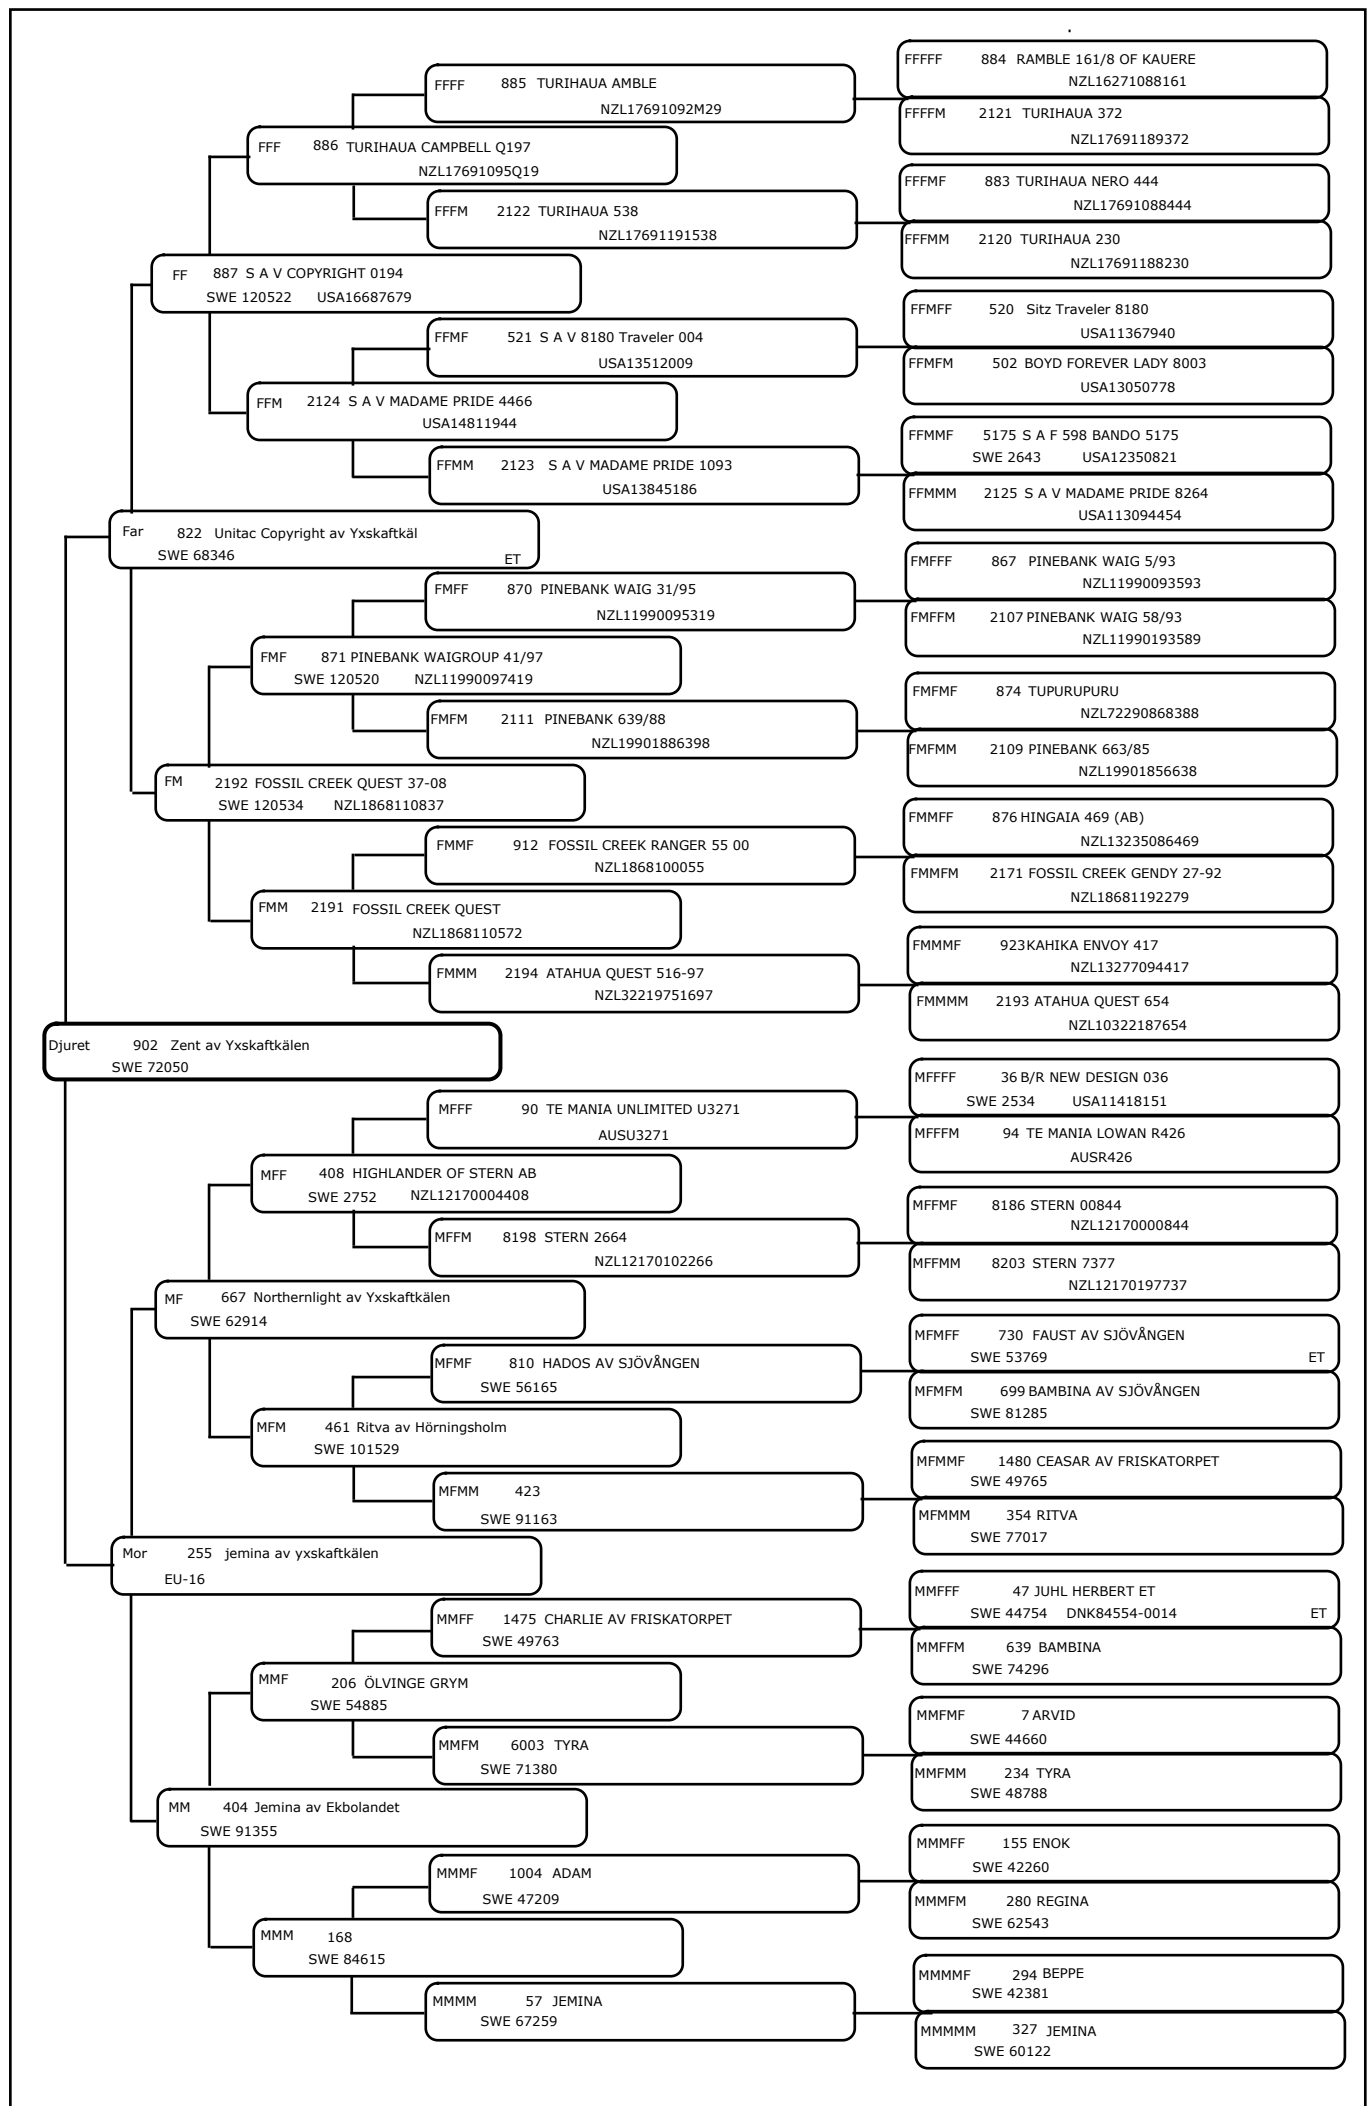 FFFFF 884 RAMBLE 161/8 OF KAUERE
NZL16271088161
FFFF 885 TURIHAUA AMBLE
NZL17691092M29
FFFFM 2121 TURIHAUA 372
NZL17691189372
FFF 886 TURIHAUA CAMPBELL Q197
NZL17691095Q19
FFFMF 883 TURIHAUA NERO 444
NZL17691088444
FFFM 2122 TURIHAUA 538
NZL17691191538
FFFMM 2120 TURIHAUA 230
NZL17691188230
FF 887 S A V COPYRIGHT 0194
SWE 120522 USA16687679
FFMFF 520 Sitz Traveler 8180
USA11367940
FFMF 521 S A V 8180 Traveler 004
USA13512009
FFMFM 502 BOYD FOREVER LADY 8003
USA13050778
FFM 2124 S A V MADAME PRIDE 4466
USA14811944
FFMMF 5175 S A F 598 BANDO 5175
SWE 2643 USA12350821
FFMM 2123 S A V MADAME PRIDE 1093
USA13845186
FFMMM 2125 S A V MADAME PRIDE 8264
USA113094454
Far 822 Unitac Copyright av Yxskaftkäl
SWE 68346 ET
FMFFF 867 PINEBANK WAIG 5/93
NZL11990093593
FMFF 870 PINEBANK WAIG 31/95
NZL11990095319
FMFFM 2107 PINEBANK WAIG 58/93
NZL11990193589
FMF 871 PINEBANK WAIGROUP 41/97
SWE 120520 NZL11990097419
FMFMF 874 TUPURUPURU
NZL72290868388
FMFM 2111 PINEBANK 639/88
NZL19901886398
FMFMM 2109 PINEBANK 663/85
NZL19901856638
FM 2192 FOSSIL CREEK QUEST 37-08
SWE 120534 NZL1868110837
FMMFF 876 HINGAIA 469 (AB)
NZL13235086469
FMMF 912 FOSSIL CREEK RANGER 55 00
NZL1868100055
FMMFM 2171 FOSSIL CREEK GENDY 27-92
NZL18681192279
FMM 2191 FOSSIL CREEK QUEST
NZL1868110572
FMMMF 923 KAHIKA ENVOY 417
NZL13277094417
FMMM 2194 ATAHUA QUEST 516-97
NZL32219751697
FMMMM 2193 ATAHUA QUEST 654
NZL10322187654
Djuret 902 Zent av Yxskaftkälen
SWE 72050
MFFFF 36 B/R NEW DESIGN 036
SWE 2534 USA11418151
MFFF 90 TE MANIA UNLIMITED U3271
AUSU3271
MFFFM 94 TE MANIA LOWAN R426
AUSR426
MFF 408 HIGHLANDER OF STERN AB
SWE 2752 NZL12170004408
MFFMF 8186 STERN 00844
NZL12170000844
MFFM 8198 STERN 2664
NZL12170102266
MFFMM 8203 STERN 7377
NZL12170197737
MF 667 Northernlight av Yxskaftkälen
SWE 62914
MFMFF 730 FAUST AV SJÖVÅNGEN
SWE 53769 ET
MFMF 810 HADOS AV SJÖVÅNGEN
SWE 56165
MFMFM 699 BAMBINA AV SJÖVÅNGEN
SWE 81285
MFM 461 Ritva av Hörningsholm
SWE 101529
MFMMF 1480 CEASAR AV FRISKATORPET
SWE 49765
MFMM 423
SWE 91163
MFMMM 354 RITVA
SWE 77017
Mor 255 jemina av yxskaftkälen
EU-16
MMFFF 47 JUHL HERBERT ET
SWE 44754 DNK84554-0014 ET
MMFF 1475 CHARLIE AV FRISKATORPET
SWE 49763
MMFFM 639 BAMBINA
SWE 74296
MMF 206 ÖLVINGE GRYM
SWE 54885
MMFMF 7 ARVID
SWE 44660
MMFM 6003 TYRA
SWE 71380
MMFMM 234 TYRA
SWE 48788
MM 404 Jemina av Ekbolandet
SWE 91355
MMMFF 155 ENOK
SWE 42260
MMMF 1004 ADAM
SWE 47209
MMMFM 280 REGINA
SWE 62543
MMM 168
SWE 84615
MMMMF 294 BEPPE
SWE 42381
MMMM 57 JEMINA
SWE 67259
MMMMM 327 JEMINA
SWE 60122